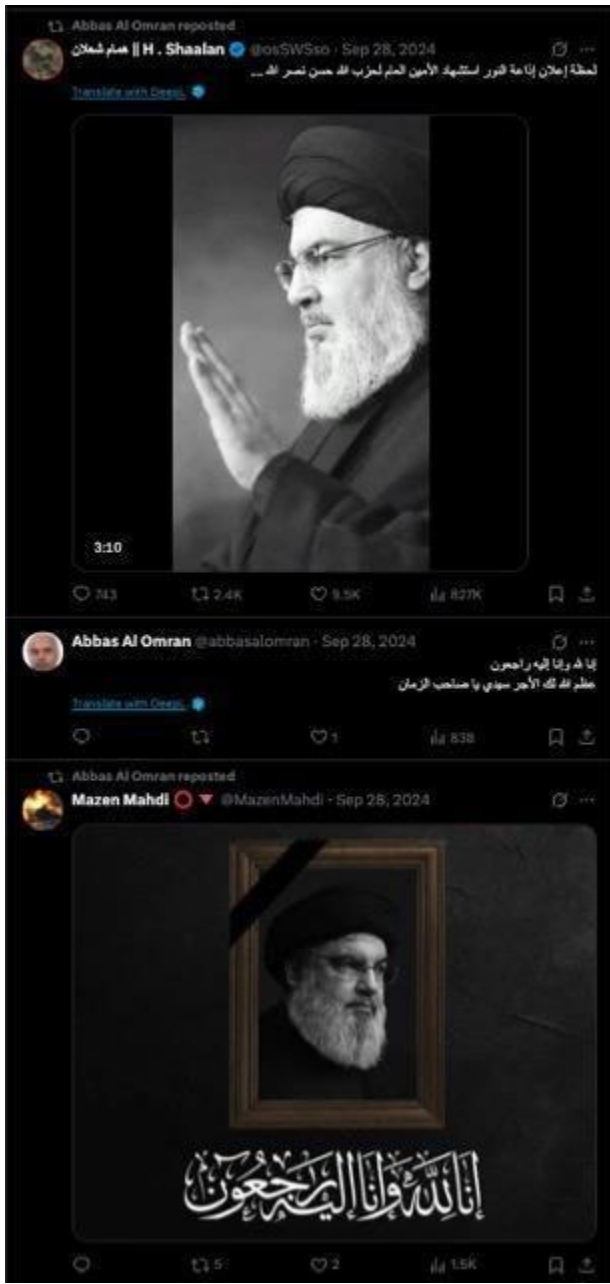 Abbas Al Omran reposted
همام شعلان || H . Shaalan @osSWSso · Sep 28, 2024
لحظة إعلان إذاعة النور استشهاد الأمين العام لحزب الله حسن نصر الله ...
Translate with DeepL
3:10
743 2.4K 9.5K 827K
Abbas Al Omran @abbasalomran · Sep 28, 2024
إنا لله وإنا إليه راجعون
عظم الله لك الأجر سيدي يا صاحب الزمان
Translate with DeepL
1 838
Abbas Al Omran reposted
Mazen Mahdi @MazenMahdi · Sep 28, 2024
إنا لله وإنا إليه راجعون
5 2 1.5K